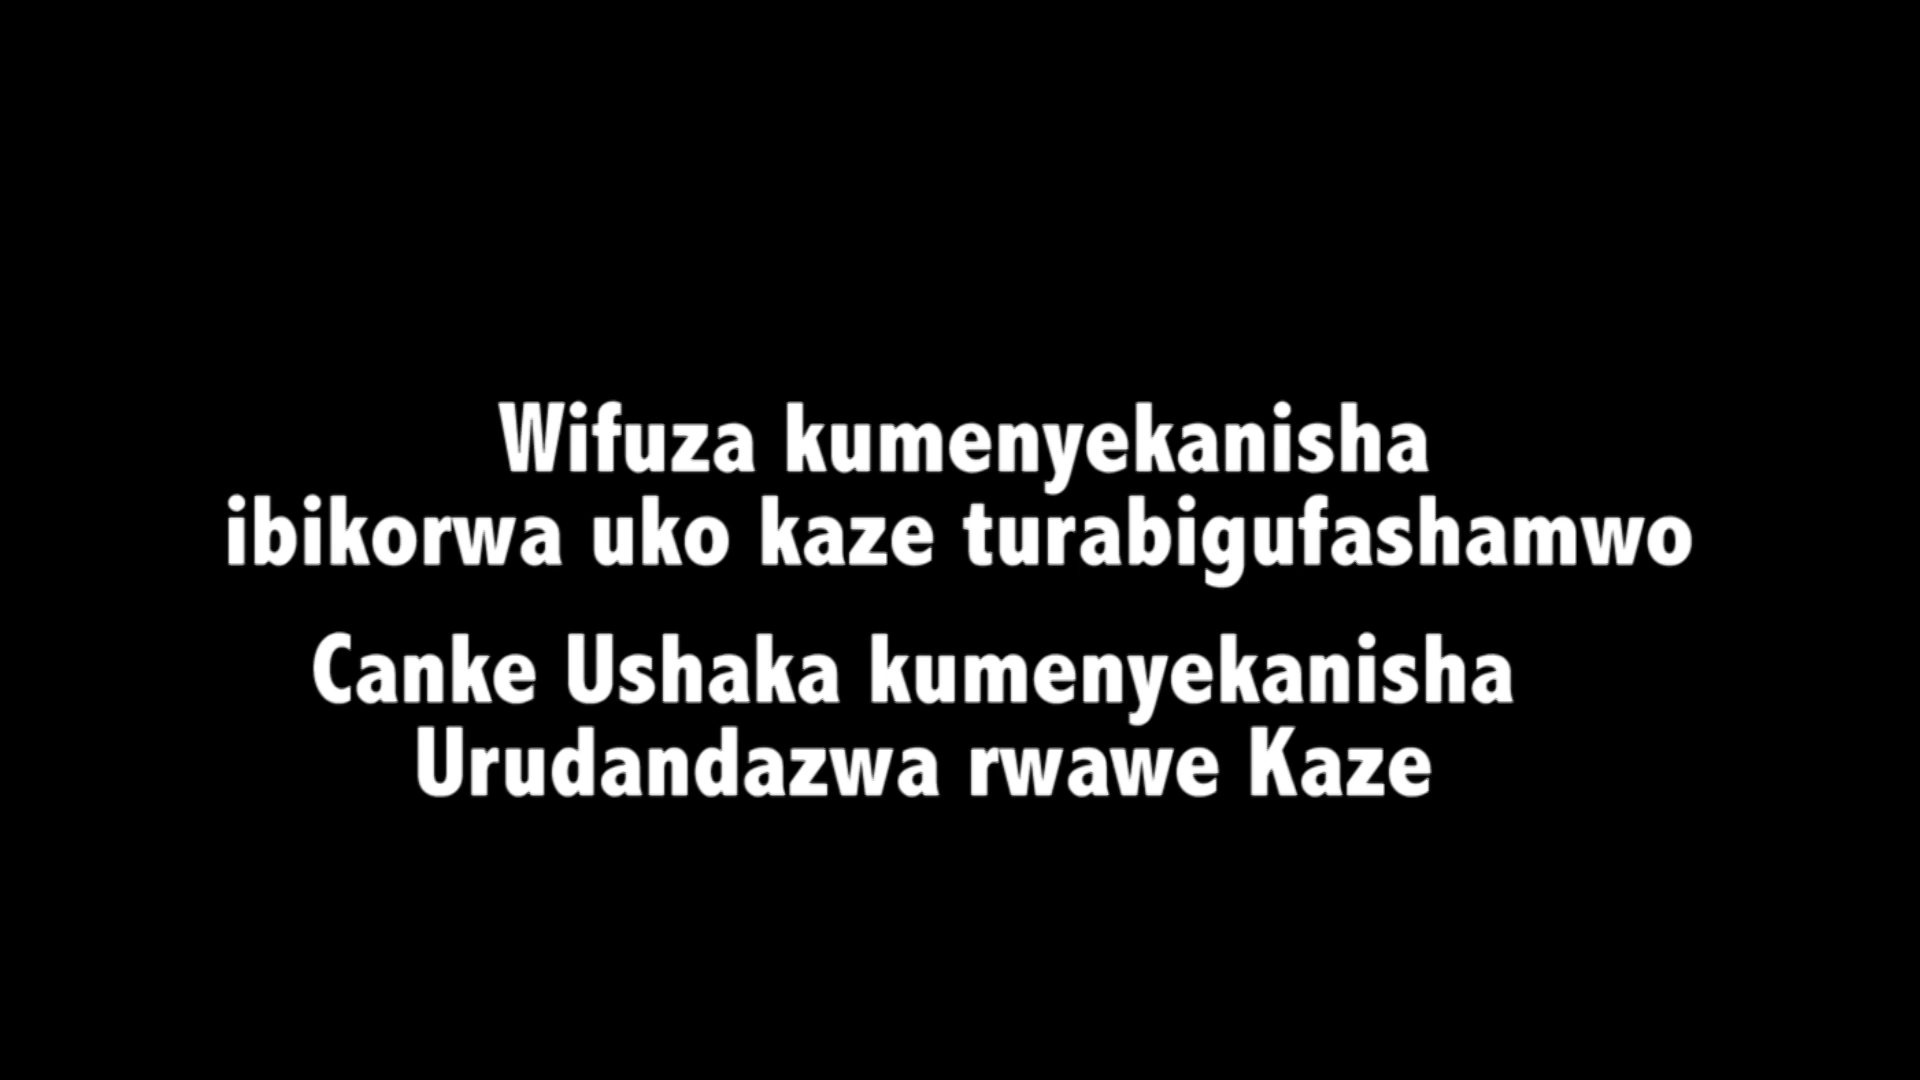 Wifuza kumenyekanisha
ibikorwa uko kaze turabigufashamwo
Canke Ushaka kumenyekanisha
Urudandazwa rwawe Kaze